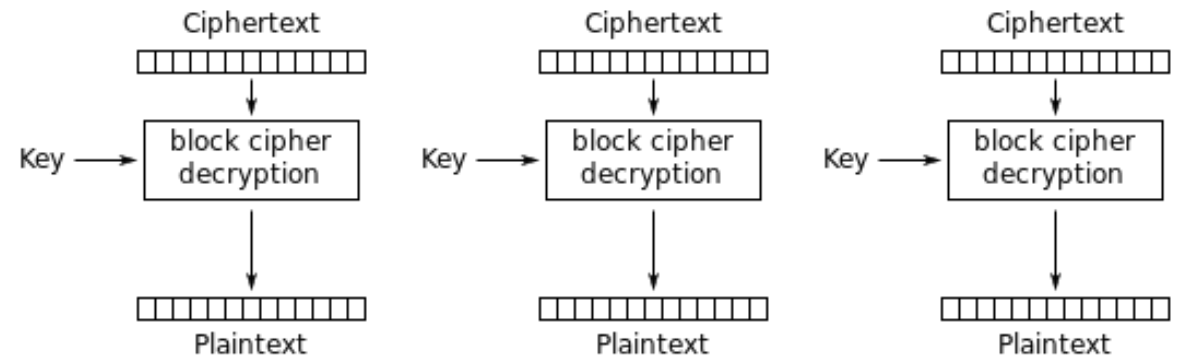 Ciphertext Ciphertext Ciphertext
Key block cipher decryption Key block cipher decryption Key block cipher decryption
Plaintext Plaintext Plaintext